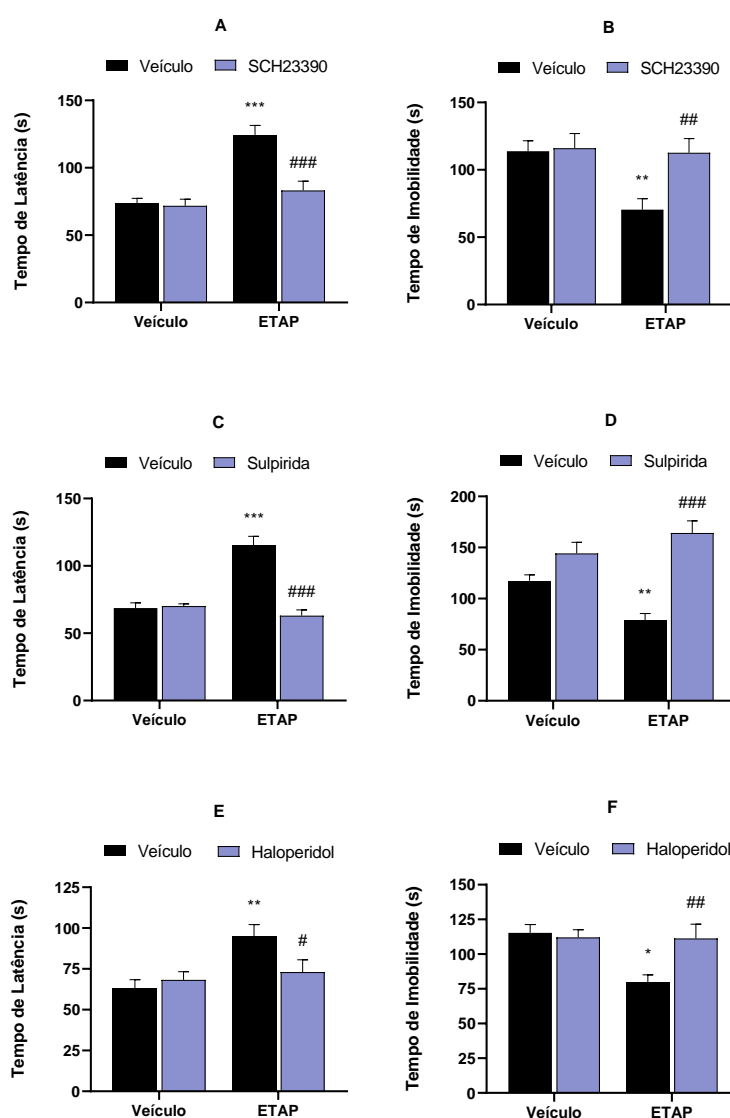 A
Veículo SCH23390
Tempo de Latência (s)
150
100
50
0
***
###
Veículo ETAP
B
Veículo SCH23390
Tempo de Imobilidade (s)
150
100
50
0
**
##
Veículo ETAP
C
Veículo Sulpirida
Tempo de Latência (s)
150
100
50
0
***
###
Veículo ETAP
D
Veículo Sulpirida
Tempo de Imobilidade (s)
200
150
100
50
0
**
###
Veículo ETAP
E
Veículo Haloperidol
Tempo de Latência (s)
125
100
75
50
25
0
**
#
Veículo ETAP
F
Veículo Haloperidol
Tempo de Imobilidade (s)
150
125
100
75
50
25
0
*
##
Veículo ETAP